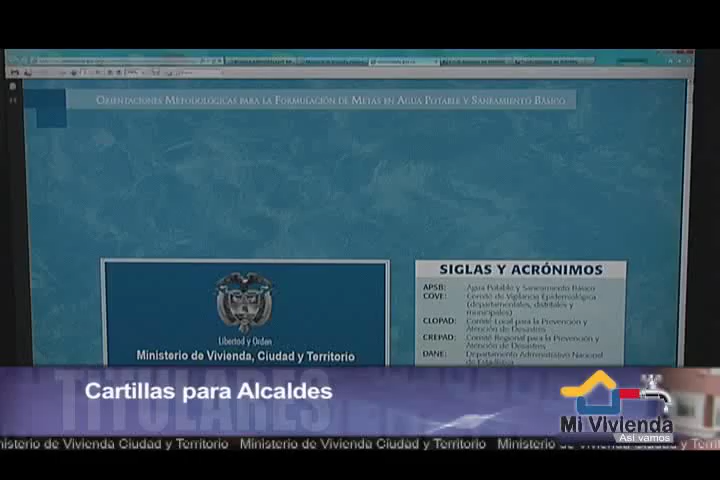 ORIENTACIONES METODOLÓGICAS PARA LA FORMULACIÓN DE METAS EN AGUA POTABLE Y SANEAMIENTO BÁSICO
SIGLAS Y ACRÓNIMOS
APSB: Agua Potable y Saneamiento Básico
COVE: Comité de Vigilancia Epidemiológica
(departamentales, distritales y
municipales)
CLOPAD: Comité Local para la Prevención y
Atención de Desastres
CREPAD: Comité Regional para la Prevención y
Atención de Desastres
DANE: Departamento Administrativo Nacional
de Estadística
Libertad y Orden
Ministerio de Vivienda, Ciudad y Territorio
TITULARES
Cartillas para Alcaldes
Mi Vivienda
Así vamos
nisterio de Vivienda Ciudad y Territorio Ministerio de Vivienda Ciudad y Territorio Ministerio